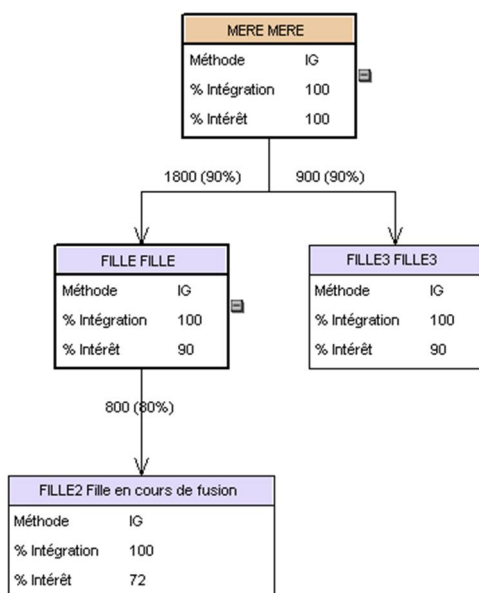 MERE MERE
Méthode IG
% Intégration 100
% Intérêt 100
1800 (90%) 900 (90%)
FILLE FILLE
Méthode IG
% Intégration 100
% Intérêt 90
FILLE3 FILLE3
Méthode IG
% Intégration 100
% Intérêt 90
800 (80%)
FILLE2 Fille en cours de fusion
Méthode IG
% Intégration 100
% Intérêt 72